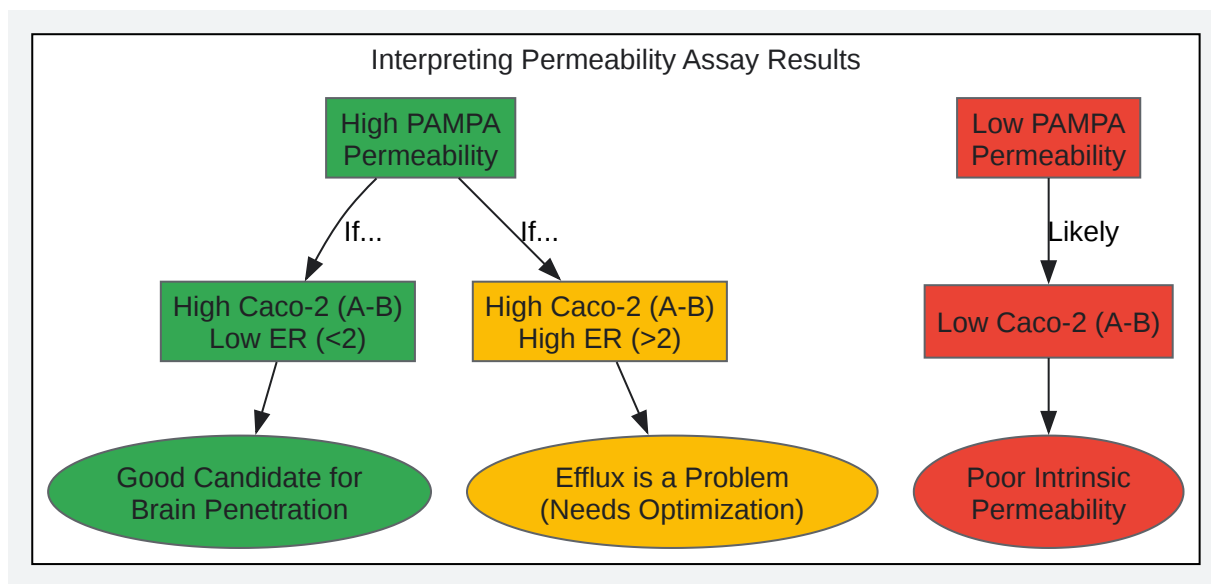 Interpreting Permeability Assay Results
High PAMPA
Permeability
Low PAMPA
Permeability
If...
If...
Likely
High Caco-2 (A-B)
Low ER (<2)
High Caco-2 (A-B)
High ER (>2)
Low Caco-2 (A-B)
Good Candidate for
Brain Penetration
Efflux is a Problem
(Needs Optimization)
Poor Intrinsic
Permeability